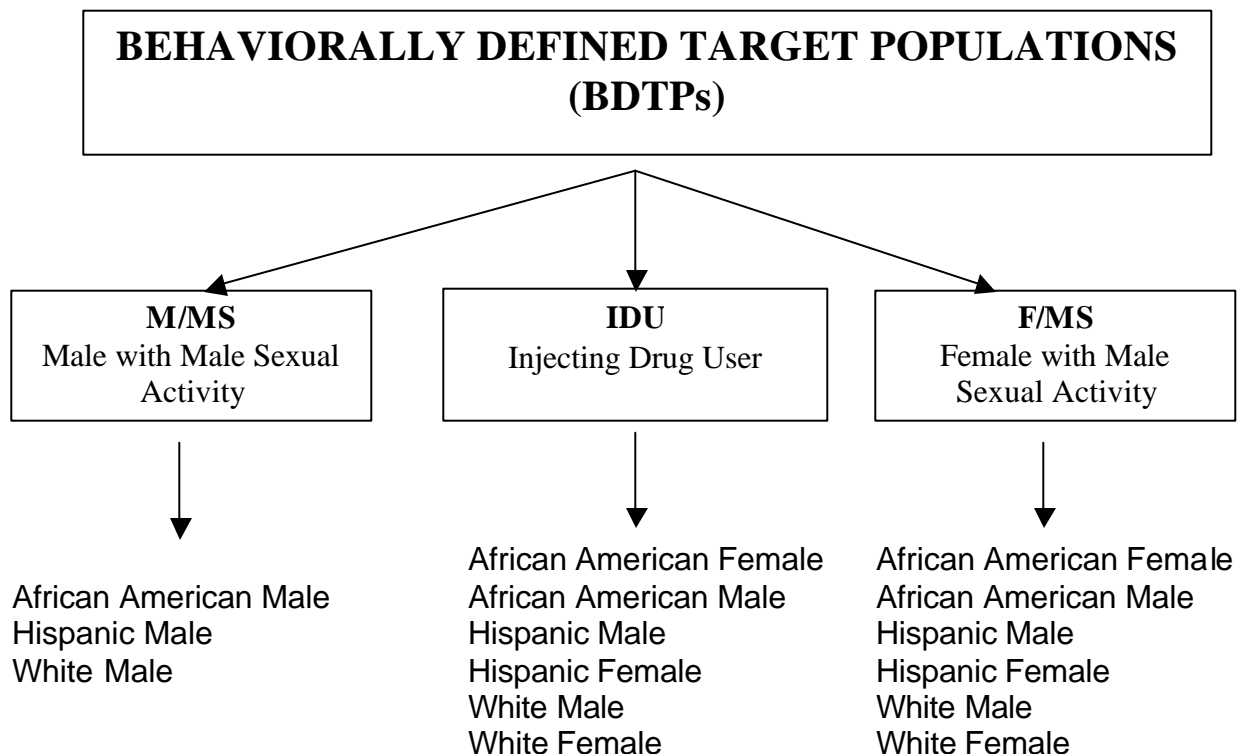 BEHAVIORALLY DEFINED TARGET POPULATIONS
(BDTPs)
M/MS
Male with Male Sexual
Activity
IDU
Injecting Drug User
F/MS
Female with Male
Sexual Activity
African American Male
Hispanic Male
White Male
African American Female
African American Male
Hispanic Male
Hispanic Female
White Male
White Female
African American Female
African American Male
Hispanic Male
Hispanic Female
White Male
White Female